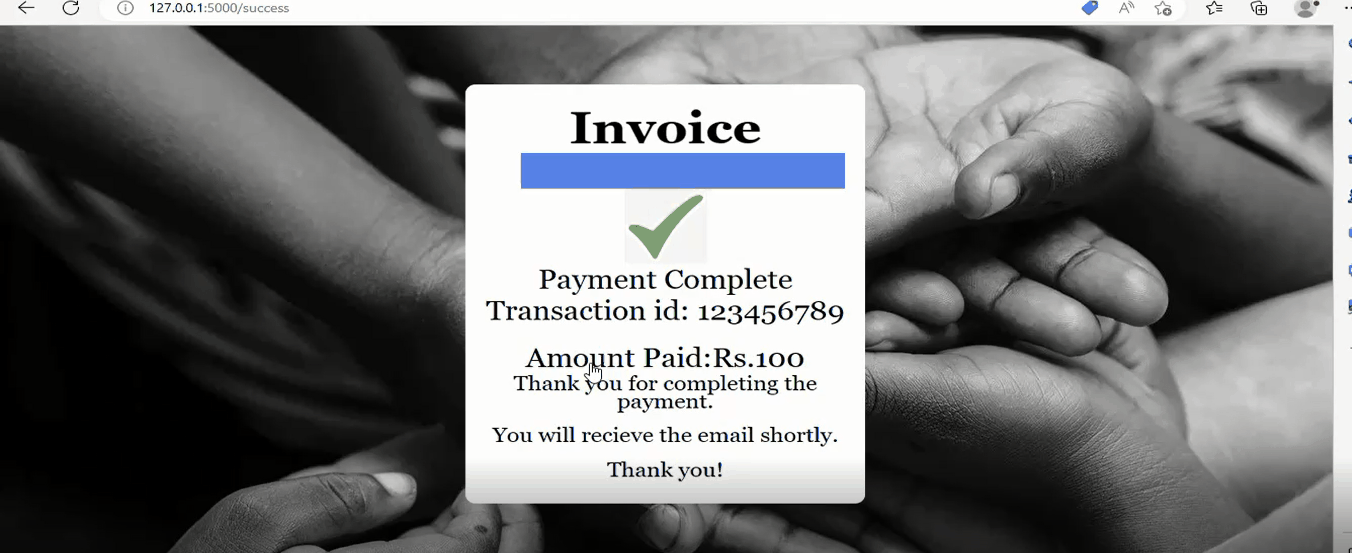 127.0.0.1:5000/success
Invoice
Payment Complete
Transaction id: 123456789
Amount Paid:Rs.100
Thank you for completing the
payment.
You will recieve the email shortly.
Thank you!